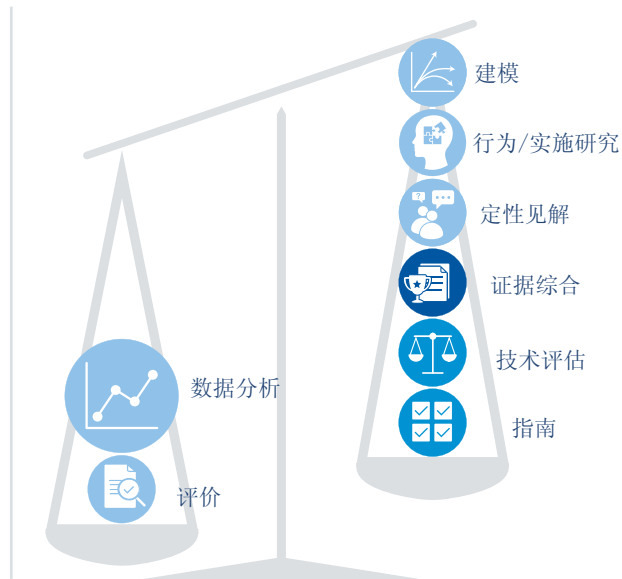 建模
行为/实施研究
定性见解
证据综合
技术评估
指南
数据分析
评价